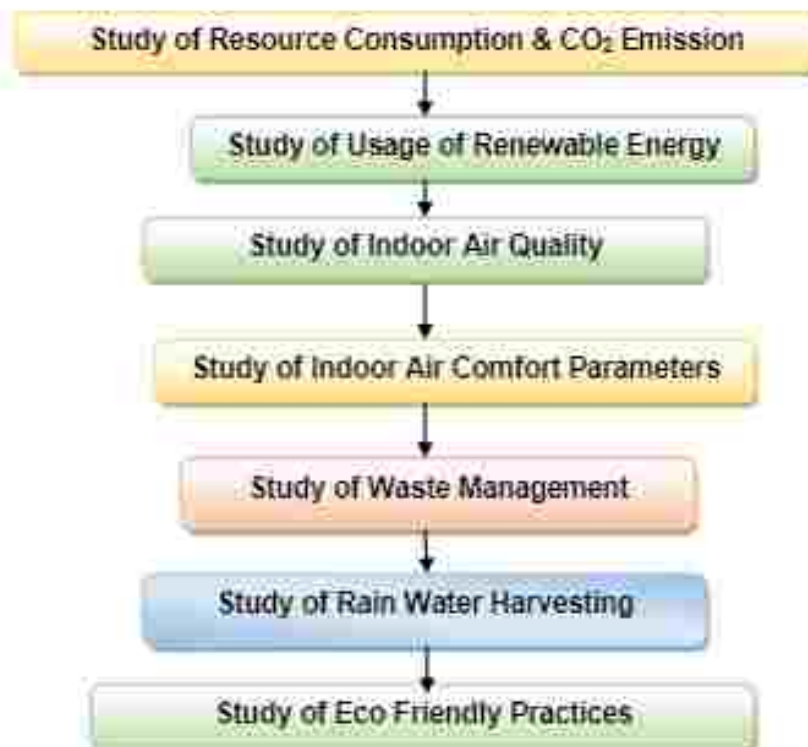 Study of Resource Consumption & CO₂ Emission
Study of Usage of Renewable Energy
Study of Indoor Air Quality
Study of Indoor Air Comfort Parameters
Study of Waste Management
Study of Rain Water Harvesting
Study of Eco Friendly Practices